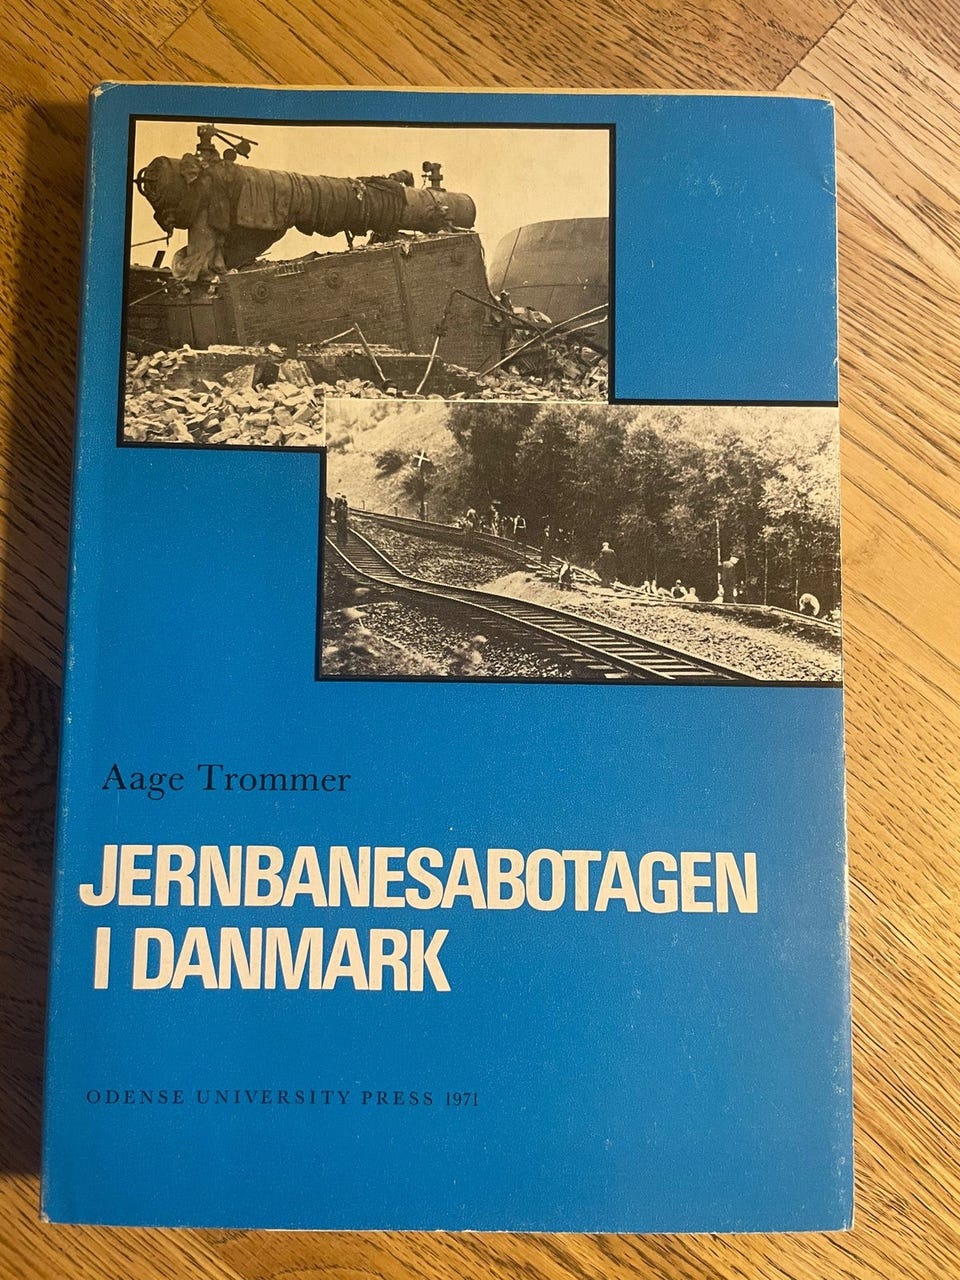 Aage Trommer
JERNBANESABOTAGEN
I DANMARK
ODENSE UNIVERSITY PRESS 1971